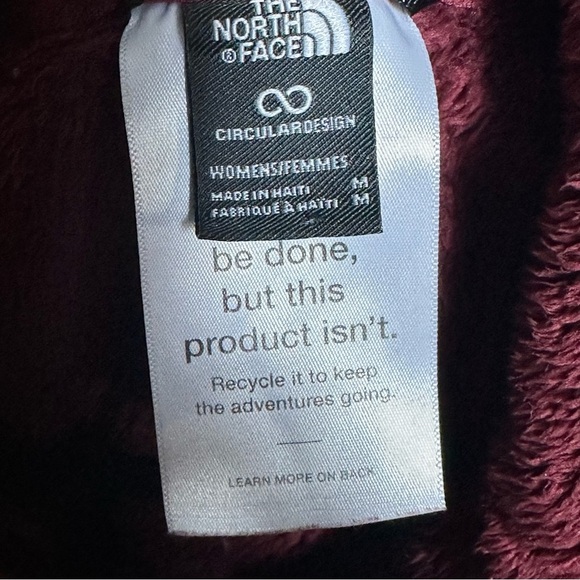 THE
NORTH
FACE®
CIRCULARDESIGN
WOMENS/FEMMES
MADE IN HAITI M
FABRIQUÉ À HAÏTI M
be done,
but this
product isn't.
Recycle it to keep
the adventures going.
LEARN MORE ON BACK